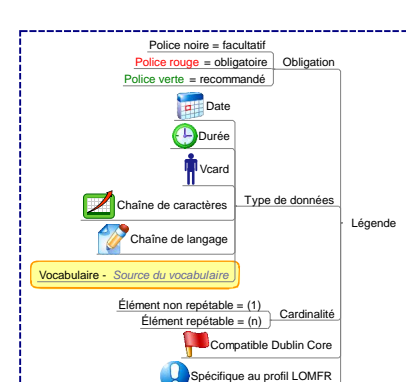 Police noire = facultatif
Police rouge = obligatoire
Obligation
Police verte = recommandé
Date
Durée
Vcard
Chaîne de caractères
Type de données
Légende
Chaîne de langage
Vocabulaire - Source du vocabulaire
Élément non repétable = (1)
Cardinalité
Élément repétable = (n)
Compatible Dublin Core
Spécifique au profil LOMFR